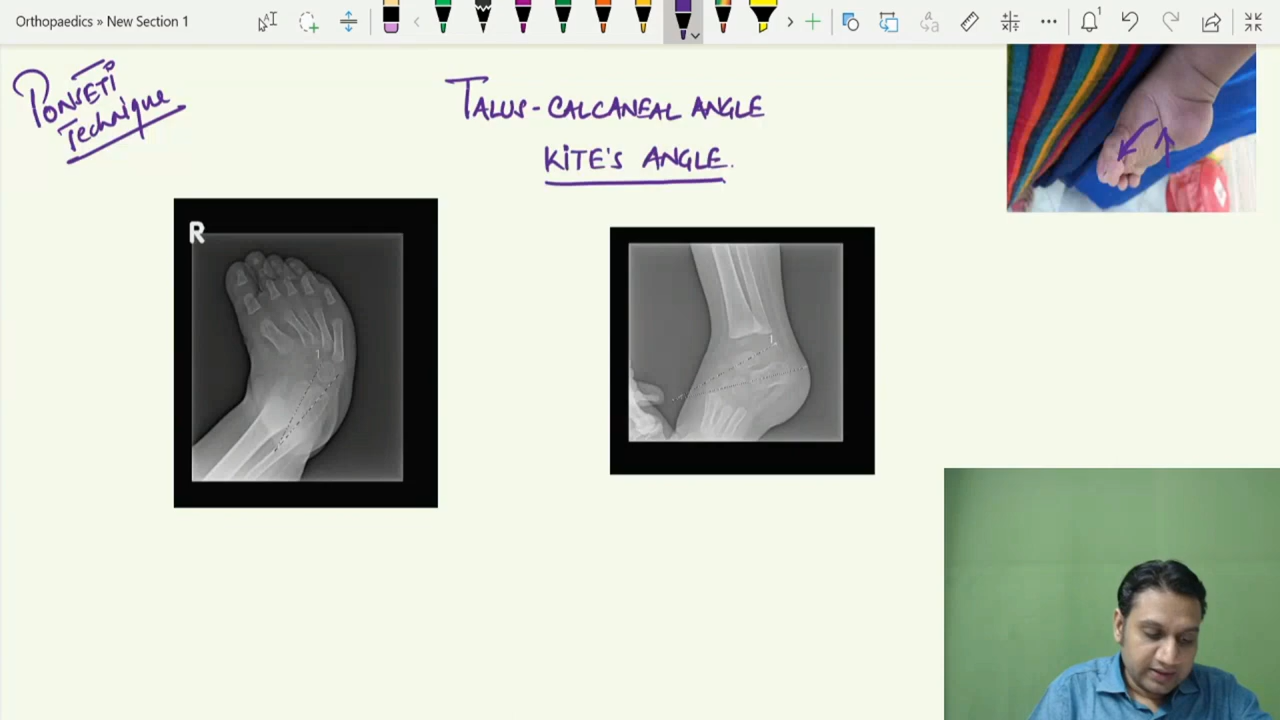 Orthopaedics » New Section 1
PONSETI
Technique
TALUS-CALCANEAL ANGLE
KITE'S ANGLE.
R